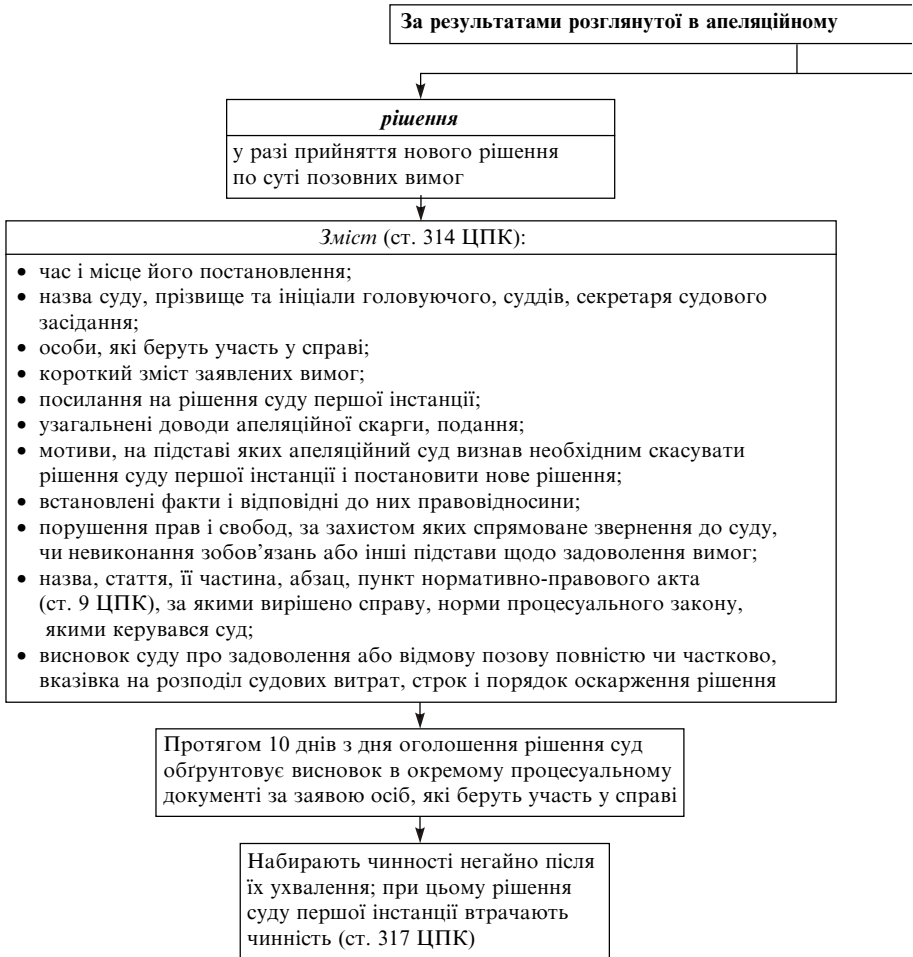 За результатами розглянутої в апеляційному
рішення
у разі прийняття нового рішення
по суті позовних вимог
Зміст (ст. 314 ЦПК):
• час і місце його постановлення;
• назва суду, прізвище та ініціали головуючого, суддів, секретаря судового
засідання;
• особи, які беруть участь у справі;
• короткий зміст заявлених вимог;
• посилання на рішення суду першої інстанції;
• узагальнені доводи апеляційної скарги, подання;
• мотиви, на підставі яких апеляційний суд визнав необхідним скасувати
рішення суду першої інстанції і постановити нове рішення;
• встановлені факти і відповідні до них правовідносини;
• порушення прав і свобод, за захистом яких спрямоване звернення до суду,
чи невиконання зобов'язань або інші підстави щодо задоволення вимог;
• назва, стаття, її частина, абзац, пункт нормативно-правового акта
(ст. 9 ЦПК), за якими вирішено справу, норми процесуального закону,
якими керувався суд;
• висновок суду про задоволення або відмову позову повністю чи частково,
вказівка на розподіл судових витрат, строк і порядок оскарження рішення
Протягом 10 днів з дня оголошення рішення суд
обґрунтовує висновок в окремому процесуальному
документі за заявою осіб, які беруть участь у справі
Набирають чинності негайно після
їх ухвалення; при цьому рішення
суду першої інстанції втрачають
чинність (ст. 317 ЦПК)